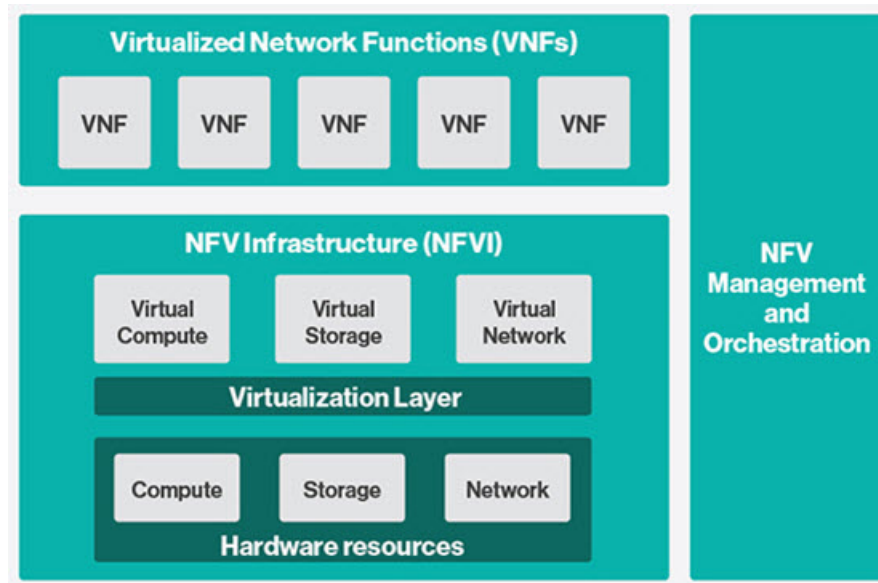 Virtualized Network Functions (VNFs)
VNF VNF VNF VNF VNF
NFV Infrastructure (NFVI)
Virtual Virtual Virtual
Compute Storage Network
Virtualization Layer
Compute Storage Network
Hardware resources
NFV
Management
and
Orchestration